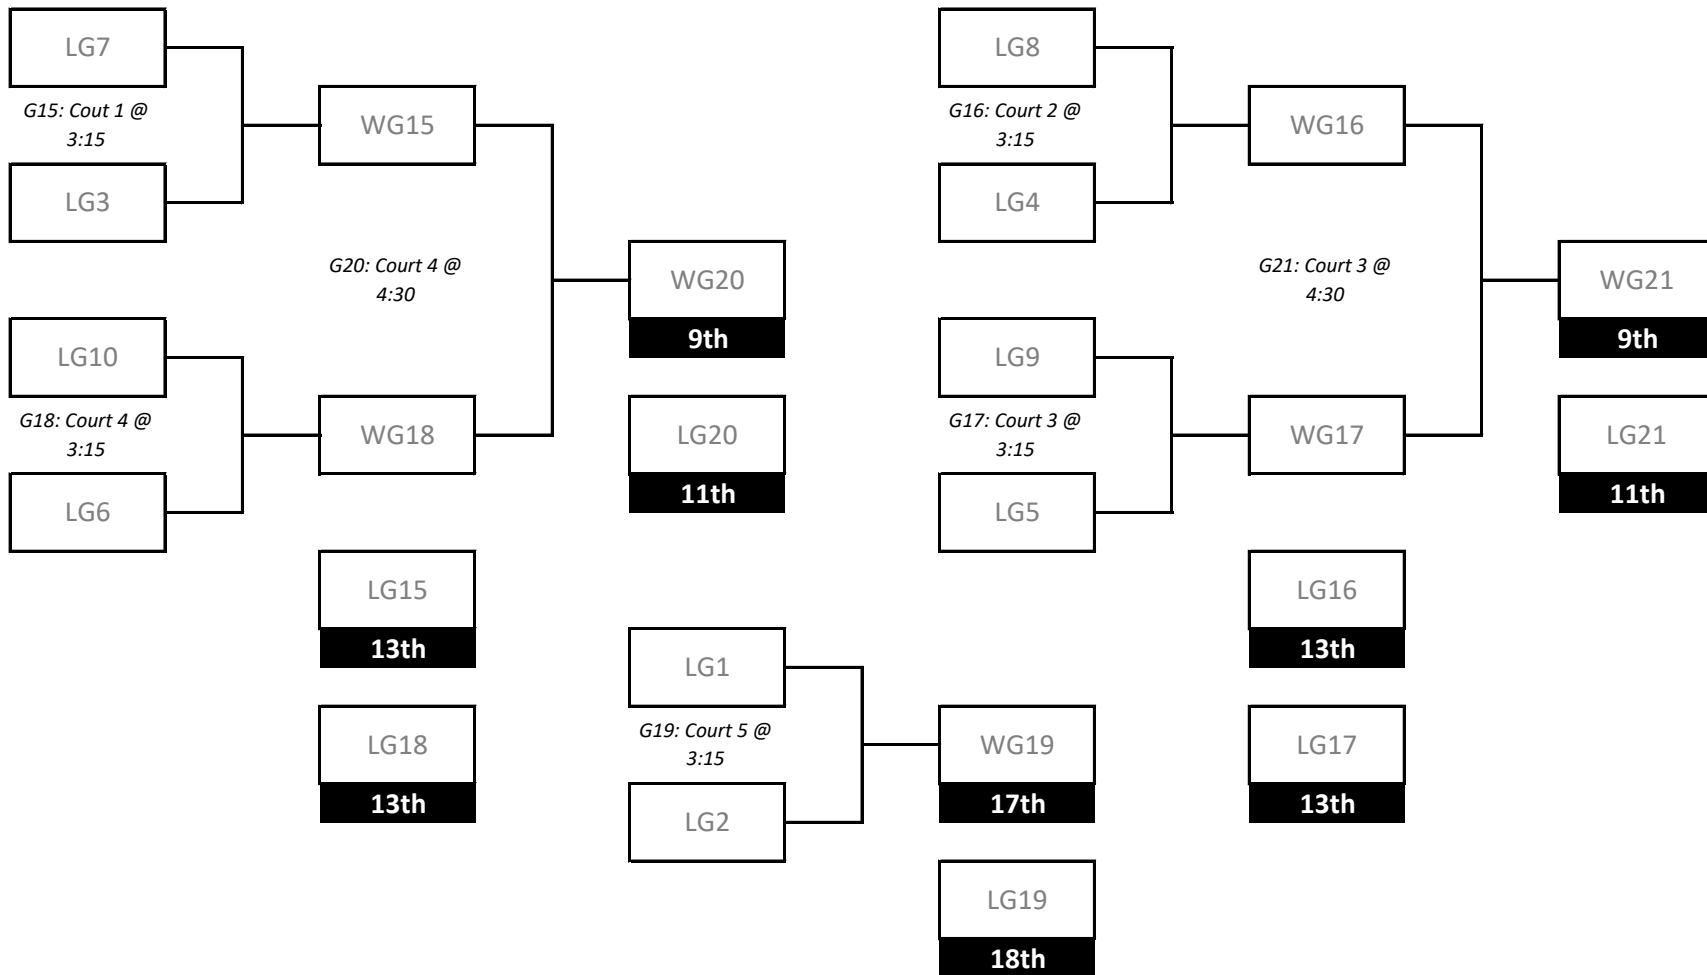 LG7
G15: Cout 1 @
3:15
LG3
WG15
G20: Court 4 @
4:30
WG20
9th
LG10
G18: Court 4 @
3:15
LG6
WG18
LG20
11th
LG15
13th
LG18
13th
LG8
G16: Court 2 @
3:15
LG4
WG16
G21: Court 3 @
4:30
WG21
9th
LG9
G17: Court 3 @
3:15
LG5
WG17
LG21
11th
LG16
13th
LG17
13th
LG1
G19: Court 5 @
3:15
LG2
WG19
17th
LG19
18th